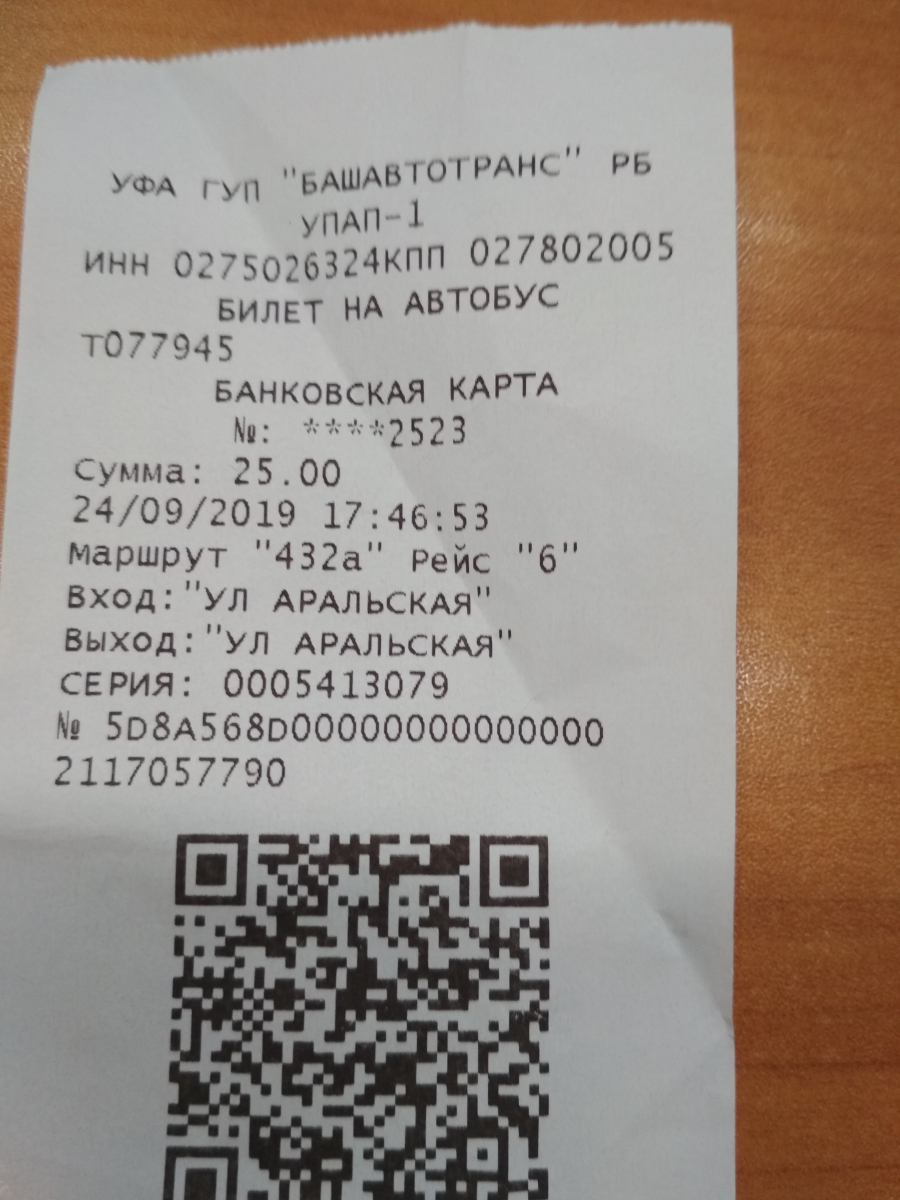 УФА ГУП "БАШАВТОТРАНС" РБ
УПАП-1
ИНН 0275026324КПП 027802005
БИЛЕТ НА АВТОБУС
Т077945
БАНКОВСКАЯ КАРТА
№: ****2523
Сумма: 25.00
24/09/2019 17:46:53
Маршрут "432а" Рейс "6"
Вход:"УЛ АРАЛЬСКАЯ"
Выход:"УЛ АРАЛЬСКАЯ"
СЕРИЯ: 0005413079
№ 5D8A568D00000000000000
2117057790